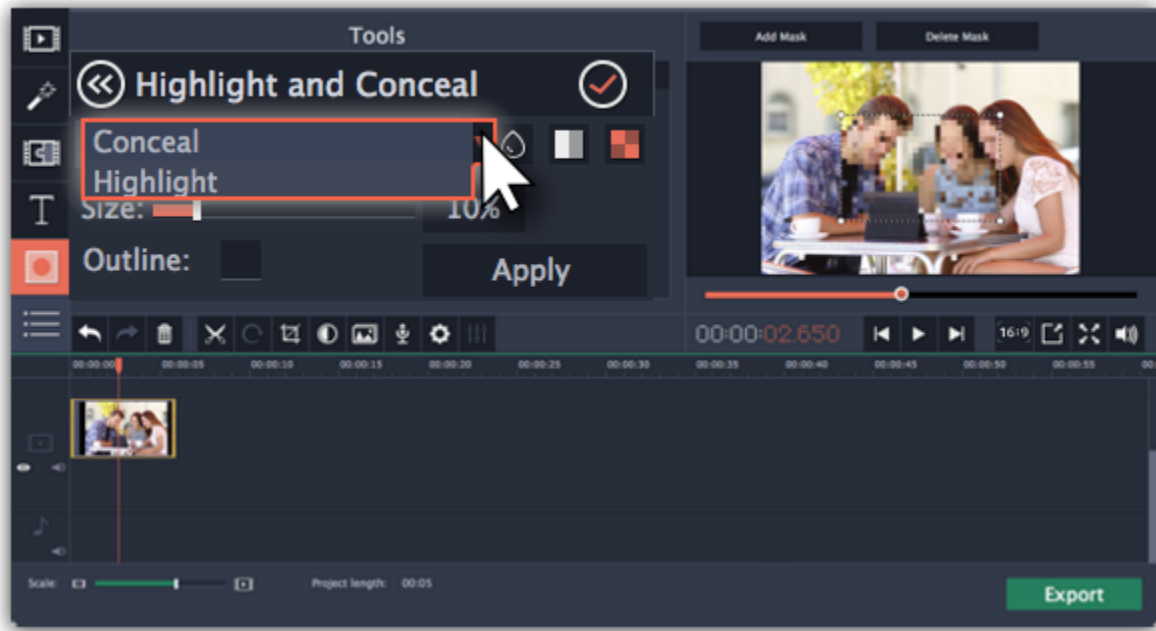 Tools
Add Mask
Delete Mask
Highlight and Conceal
Conceal
Highlight
Size:
10%
Outline:
Apply
00:00:02.650
16:9
00:00:00
00:00:05
00:00:10
00:00:15
00:00:20
00:00:25
00:00:30
00:00:35
00:00:40
00:00:45
00:00:50
00:00:55
Scale:
Project length: 00:05
Export